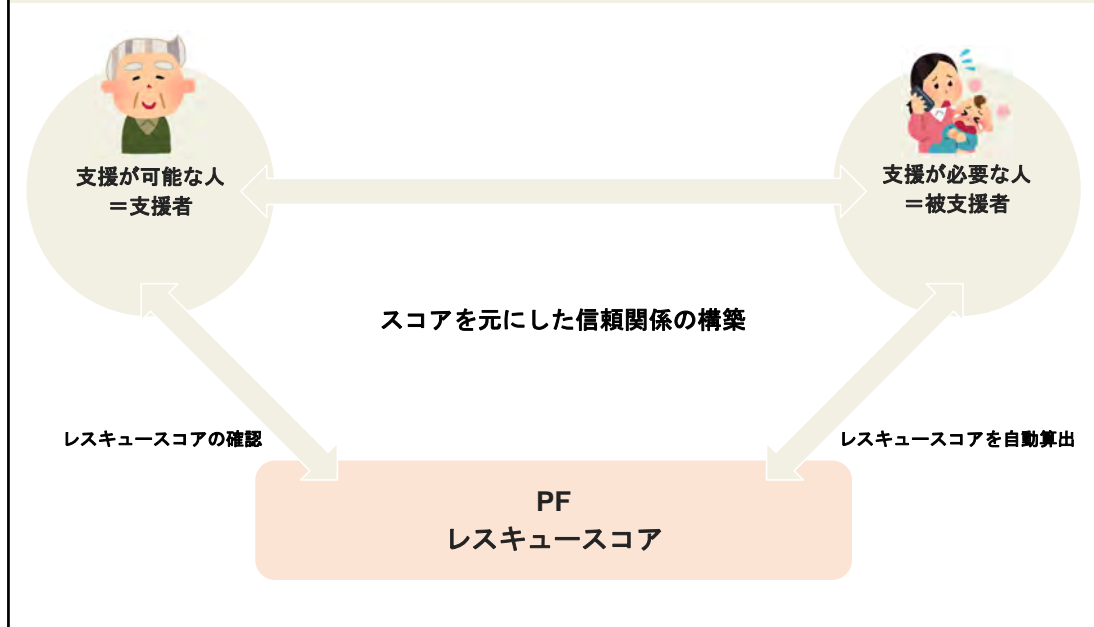 支援が可能な人
＝支援者
支援が必要な人
＝被支援者
スコアを元にした信頼関係の構築
レスキュースコアの確認
レスキュースコアを自動算出
PF
レスキュースコア